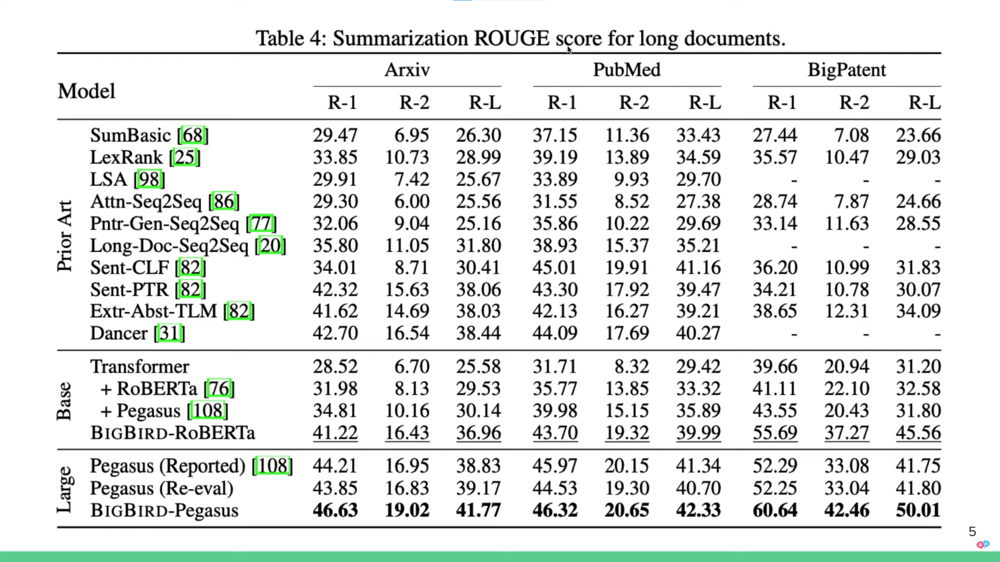 Table 4: Summarization ROUGE score for long documents.
Model Arxiv PubMed BigPatent
R-1 R-2 R-L R-1 R-2 R-L R-1 R-2 R-L
Prior Art
SumBasic [68] 29.47 6.95 26.30 37.15 11.36 33.43 27.44 7.08 23.66
LexRank [25] 33.85 10.73 28.99 39.19 13.89 34.59 35.57 10.47 29.03
LSA [98] 29.91 7.42 25.67 33.89 9.93 29.70 - - -
Attn-Seq2Seq [86] 29.30 6.00 25.56 31.55 8.52 27.38 28.74 7.87 24.66
Pntr-Gen-Seq2Seq [77] 32.06 9.04 25.16 35.86 10.22 29.69 33.14 11.63 28.55
Long-Doc-Seq2Seq [20] 35.80 11.05 31.80 38.93 15.37 35.21 - - -
Sent-CLF [82] 34.01 8.71 30.41 45.01 19.91 41.16 36.20 10.99 31.83
Sent-PTR [82] 42.32 15.63 38.06 43.30 17.92 39.47 34.21 10.78 30.07
Extr-Abst-TLM [82] 41.62 14.69 38.03 42.13 16.27 39.21 38.65 12.31 34.09
Dancer [31] 42.70 16.54 38.44 44.09 17.69 40.27 - - -
Base
Transformer 28.52 6.70 25.58 31.71 8.32 29.42 39.66 20.94 31.20
+ RoBERTa [76] 31.98 8.13 29.53 35.77 13.85 33.32 41.11 22.10 32.58
+ Pegasus [108] 34.81 10.16 30.14 39.98 15.15 35.89 43.55 20.43 31.80
BIGBIRD-RoBERTa 41.22 16.43 36.96 43.70 19.32 39.99 55.69 37.27 45.56
Large
Pegasus (Reported) [108] 44.21 16.95 38.83 45.97 20.15 41.34 52.29 33.08 41.75
Pegasus (Re-eval) 43.85 16.83 39.17 44.53 19.30 40.70 52.25 33.04 41.80
BIGBIRD-Pegasus 46.63 19.02 41.77 46.32 20.65 42.33 60.64 42.46 50.01
5
あ A